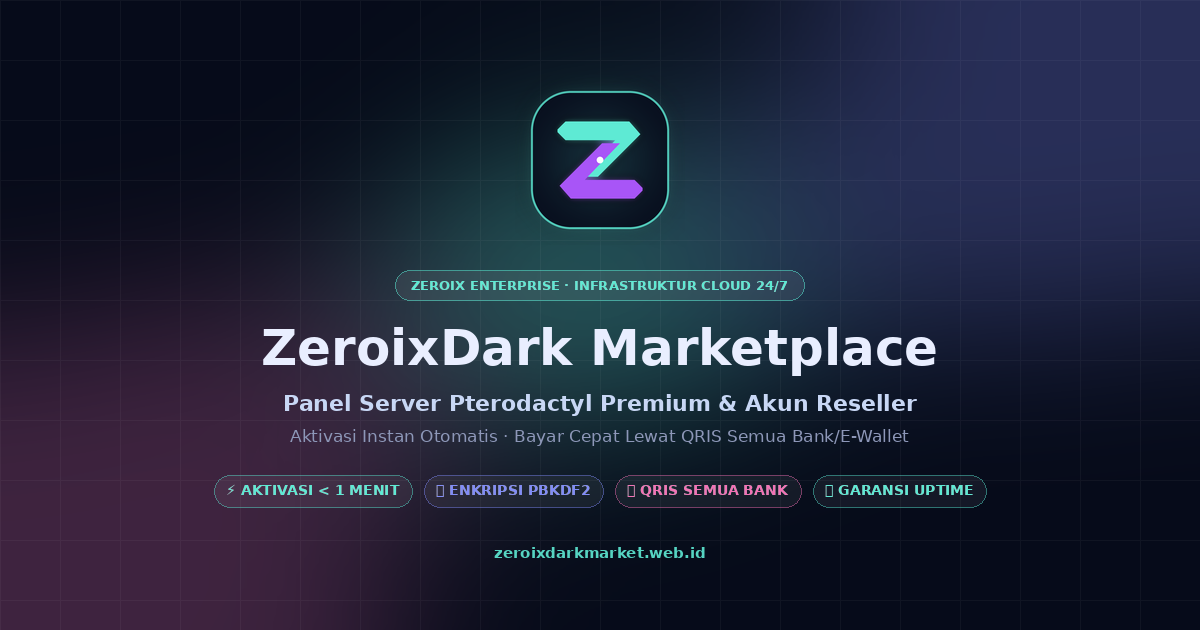 ZEROIX ENTERPRISE · INFRASTRUKTUR CLOUD 24/7
ZeroixDark Marketplace
Panel Server Pterodactyl Premium & Akun Reseller
Aktivasi Instan Otomatis · Bayar Cepat Lewat QRIS Semua Bank/E-Wallet
⚡ AKTIVASI < 1 MENIT ENKRIPSI PBKDF2 QRIS SEMUA BANK GARANSI UPTIME
zeroixdarkmarket.web.id